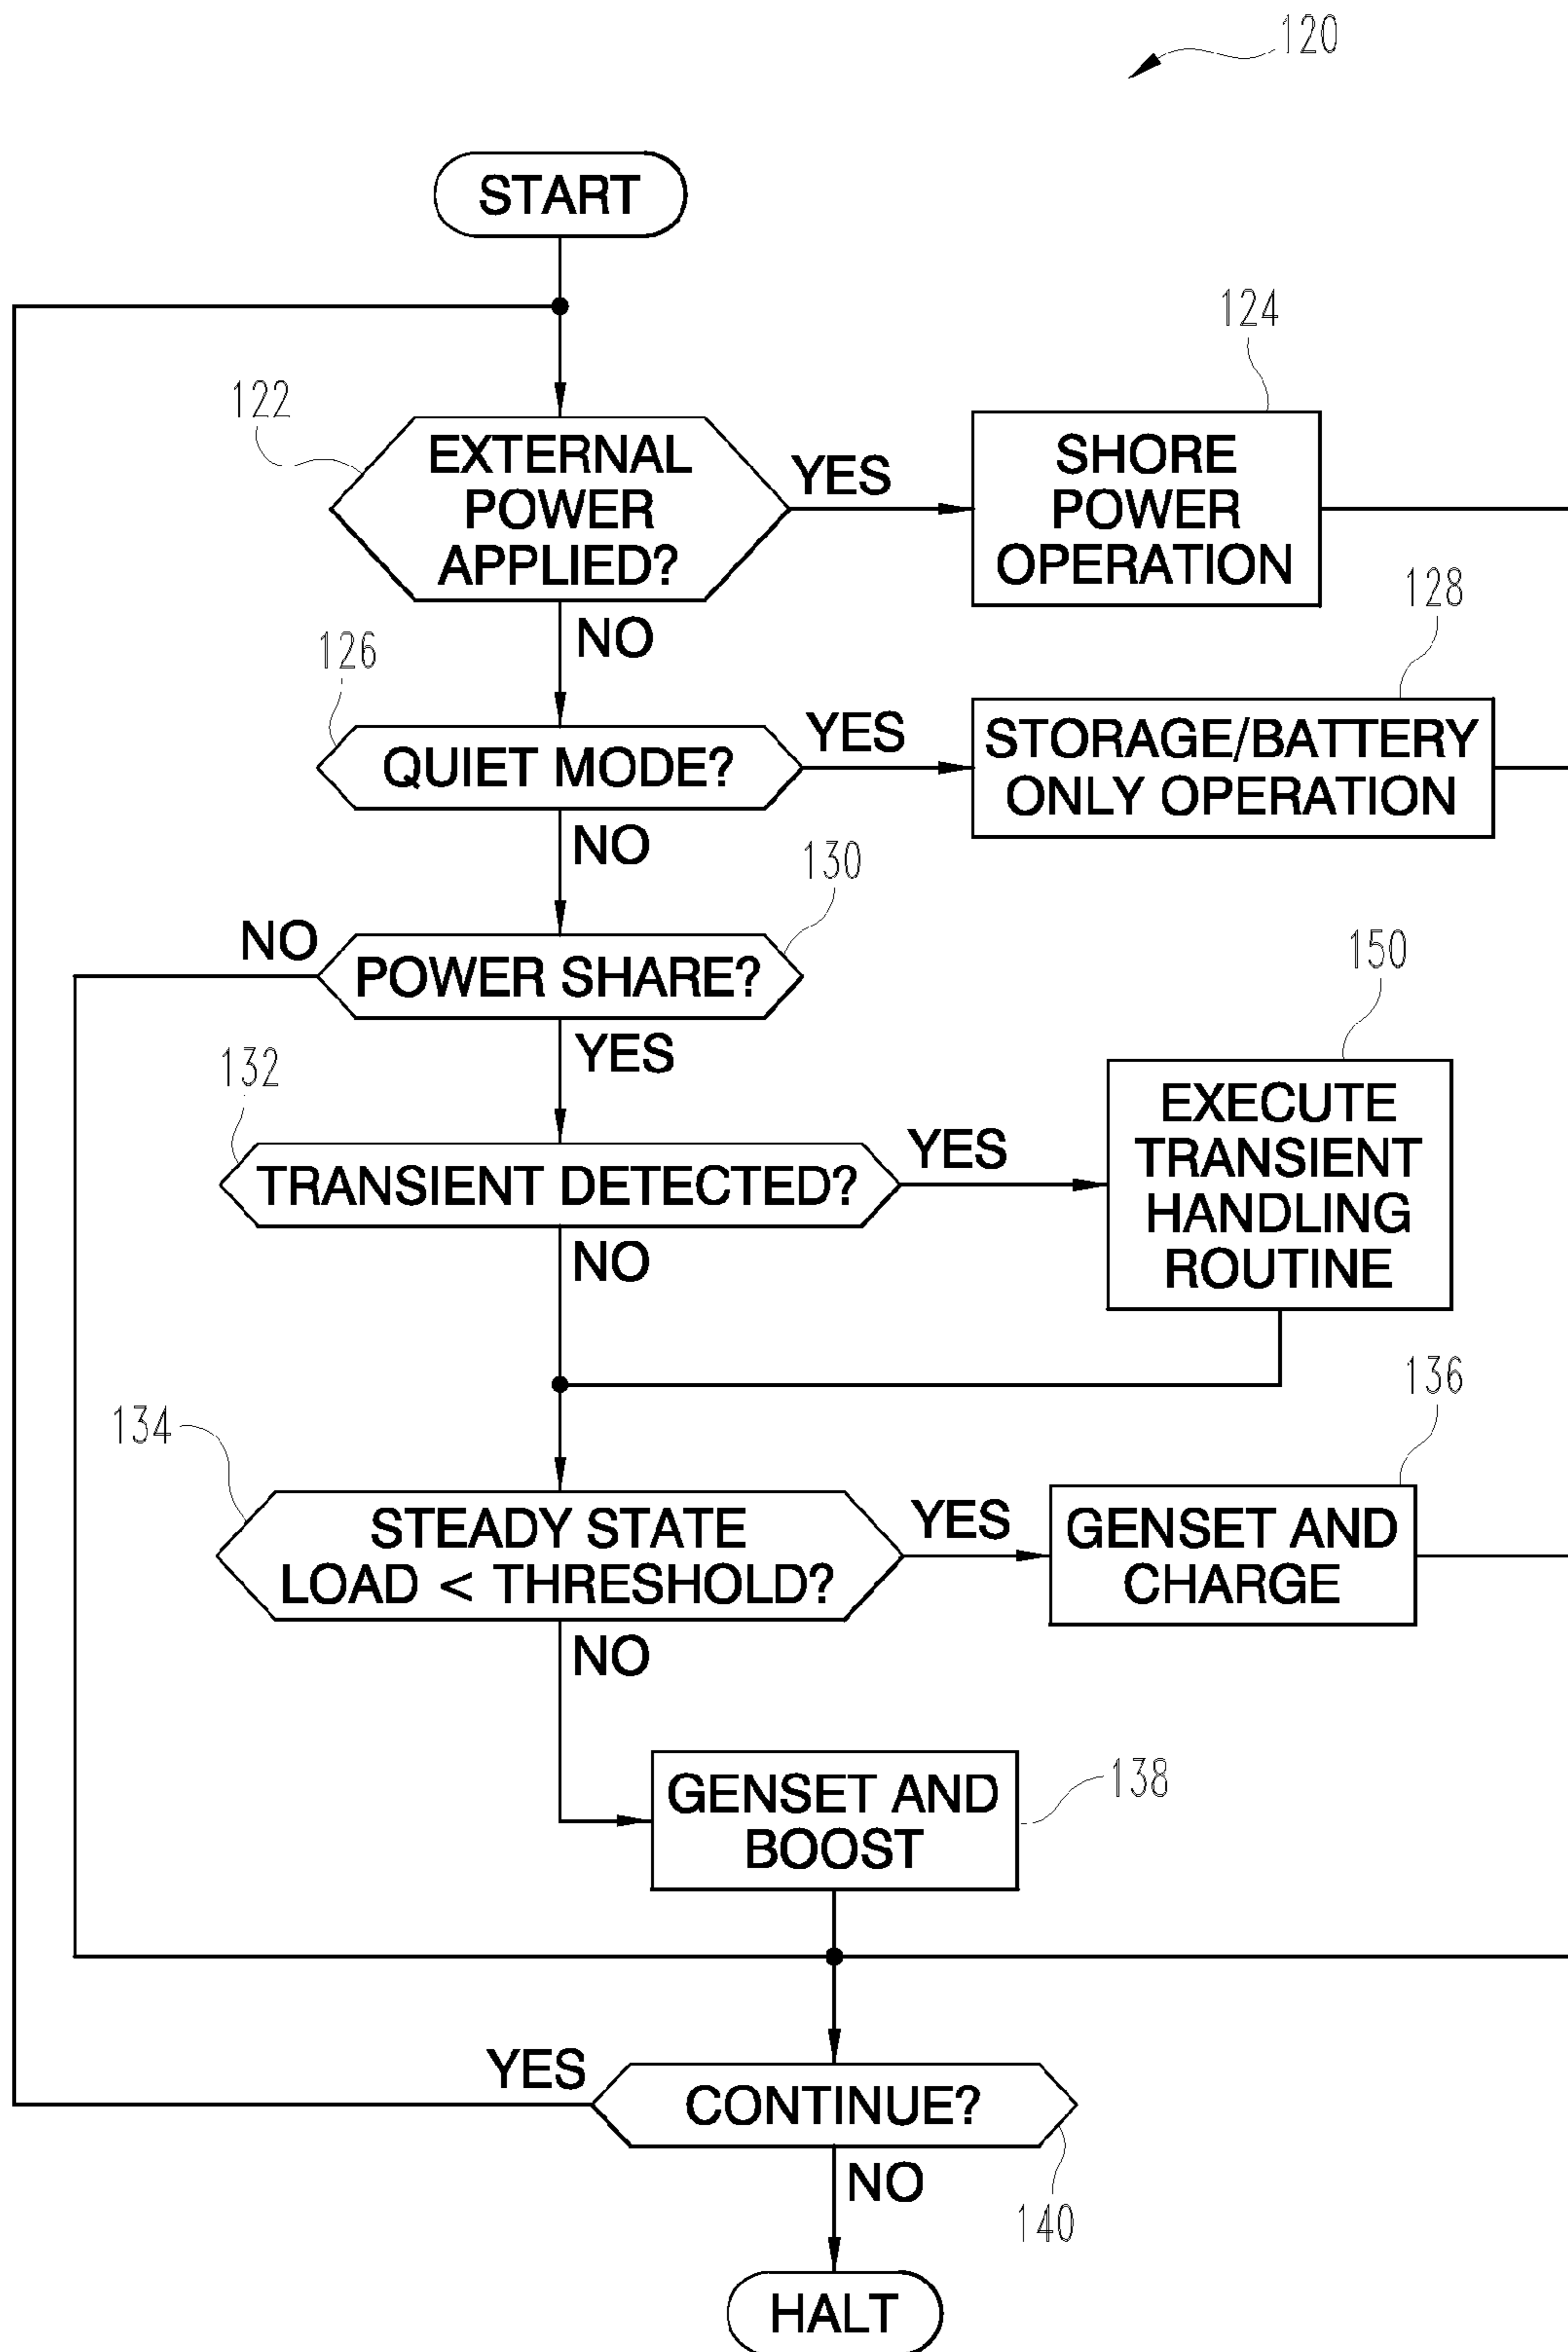 120
START
124
122
EXTERNAL
POWER
APPLIED?
YES
SHORE
POWER
OPERATION
NO
128
126
QUIET MODE?
YES
STORAGE/BATTERY
ONLY OPERATION
NO
130
NO
POWER SHARE?
YES
150
132
TRANSIENT DETECTED?
YES
EXECUTE
TRANSIENT
HANDLING
ROUTINE
NO
136
134
STEADY STATE
LOAD < THRESHOLD?
YES
GENSET AND
CHARGE
NO
GENSET AND
BOOST
138
YES
CONTINUE?
NO
140
HALT